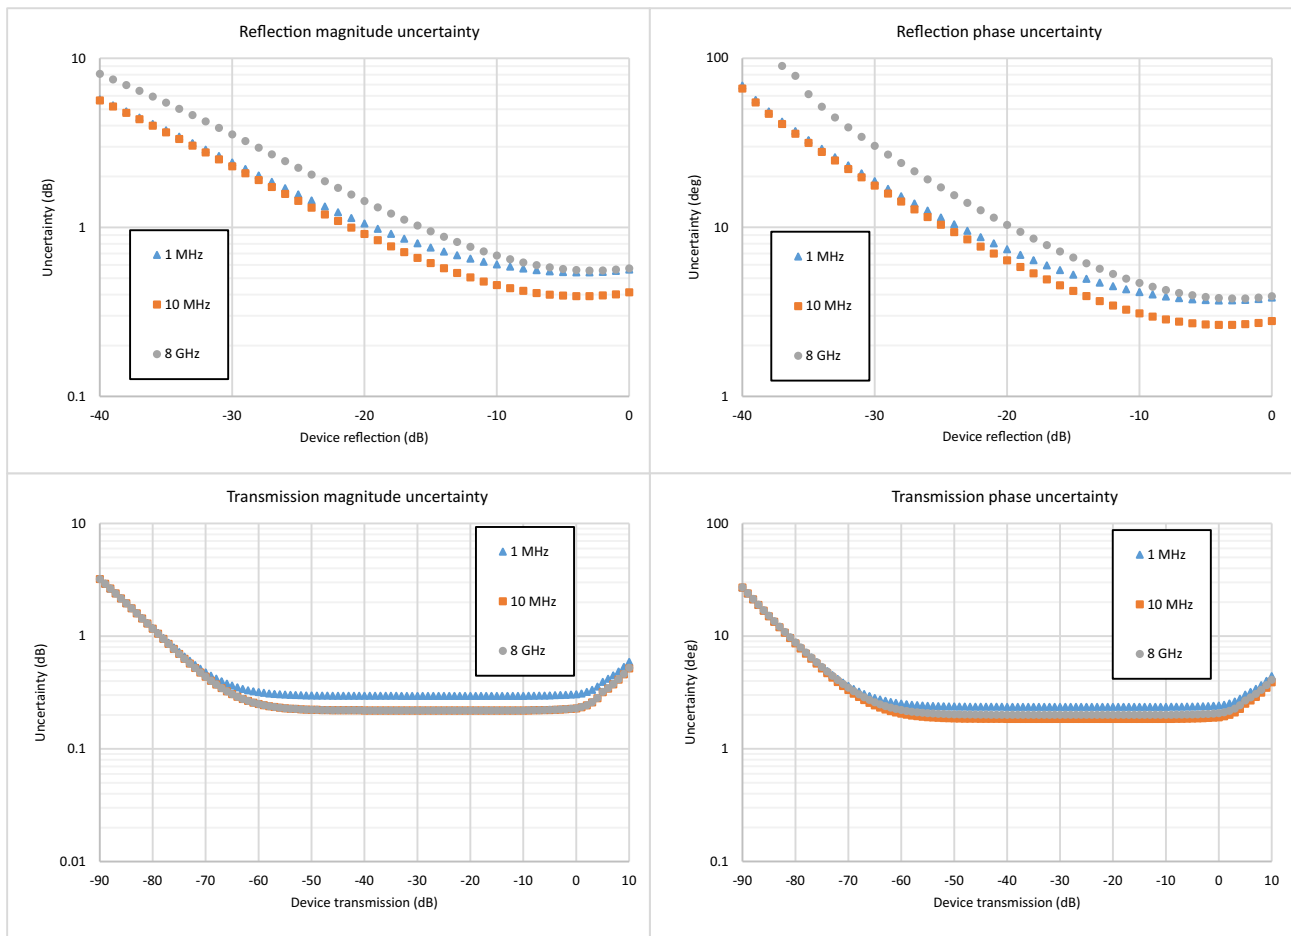 Reflection magnitude uncertainty
10
1
0.1
Uncertainty (dB)
1 MHz
10 MHz
8 GHz
-40 -30 -20 -10 0
Device reflection (dB)
Reflection phase uncertainty
100
10
1
Uncertainty (deg)
1 MHz
10 MHz
8 GHz
-40 -30 -20 -10 0
Device reflection (dB)
Transmission magnitude uncertainty
10
1
0.1
0.01
Uncertainty (dB)
1 MHz
10 MHz
8 GHz
-90 -80 -70 -60 -50 -40 -30 -20 -10 0 10
Device transmission (dB)
Transmission phase uncertainty
100
10
1
0.1
Uncertainty (deg)
1 MHz
10 MHz
8 GHz
-90 -80 -70 -60 -50 -40 -30 -20 -10 0 10
Device transmission (dB)